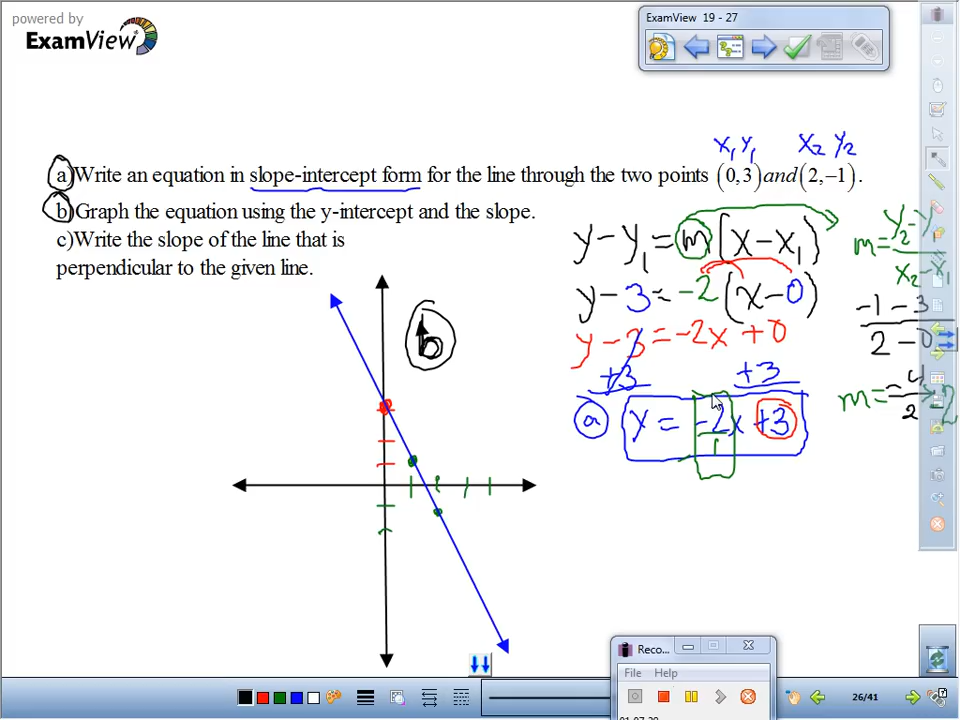 powered by
ExamView
ExamView 19 - 27
x₁ y₁ x₂ y₂
a)Write an equation in slope-intercept form for the line through the two points (0,3)and(2,−1).
b)Graph the equation using the y-intercept and the slope.
c)Write the slope of the line that is
perpendicular to the given line.
y − y₁ = m(x − x₁)
m = y₂ − y
x₂ − x₁
y − 3 = −2(x − 0)
−1 − 3
2 − 0
y − 3 = −2x + 0
+3 +3
m = −4
2
2
a y = −2x +3
1
b
Reco...
File Help
26/41